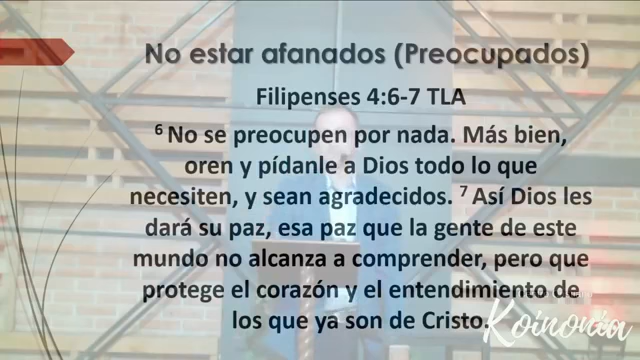 No estar afanados (Preocupados)
Filipenses 4:6-7 TLA
⁶ No se preocupen por nada. Más bien,
oren y pídanle a Dios todo lo que
necesiten, y sean agradecidos. ⁷ Así Dios les
dará su paz, esa paz que la gente de este
mundo no alcanza a comprender, pero que
protege el corazón y el entendimiento de
los que ya son de Cristo.
Koinonía